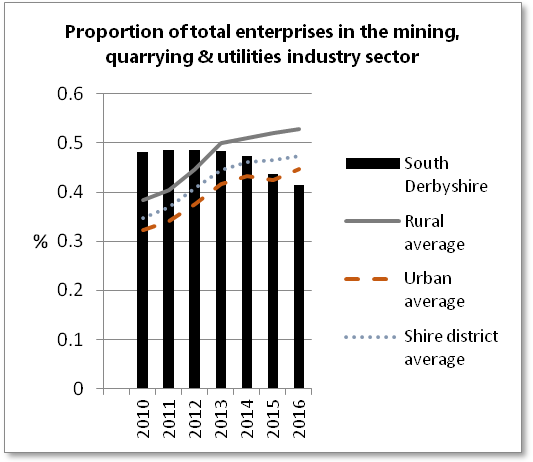 Proportion of total enterprises in the mining,
quarrying & utilities industry sector
0.6
0.5
0.4
0.3
0.2
0.1
0
%
2010
2011
2012
2013
2014
2015
2016
South
Derbyshire
Rural
average
Urban
average
Shire district
average